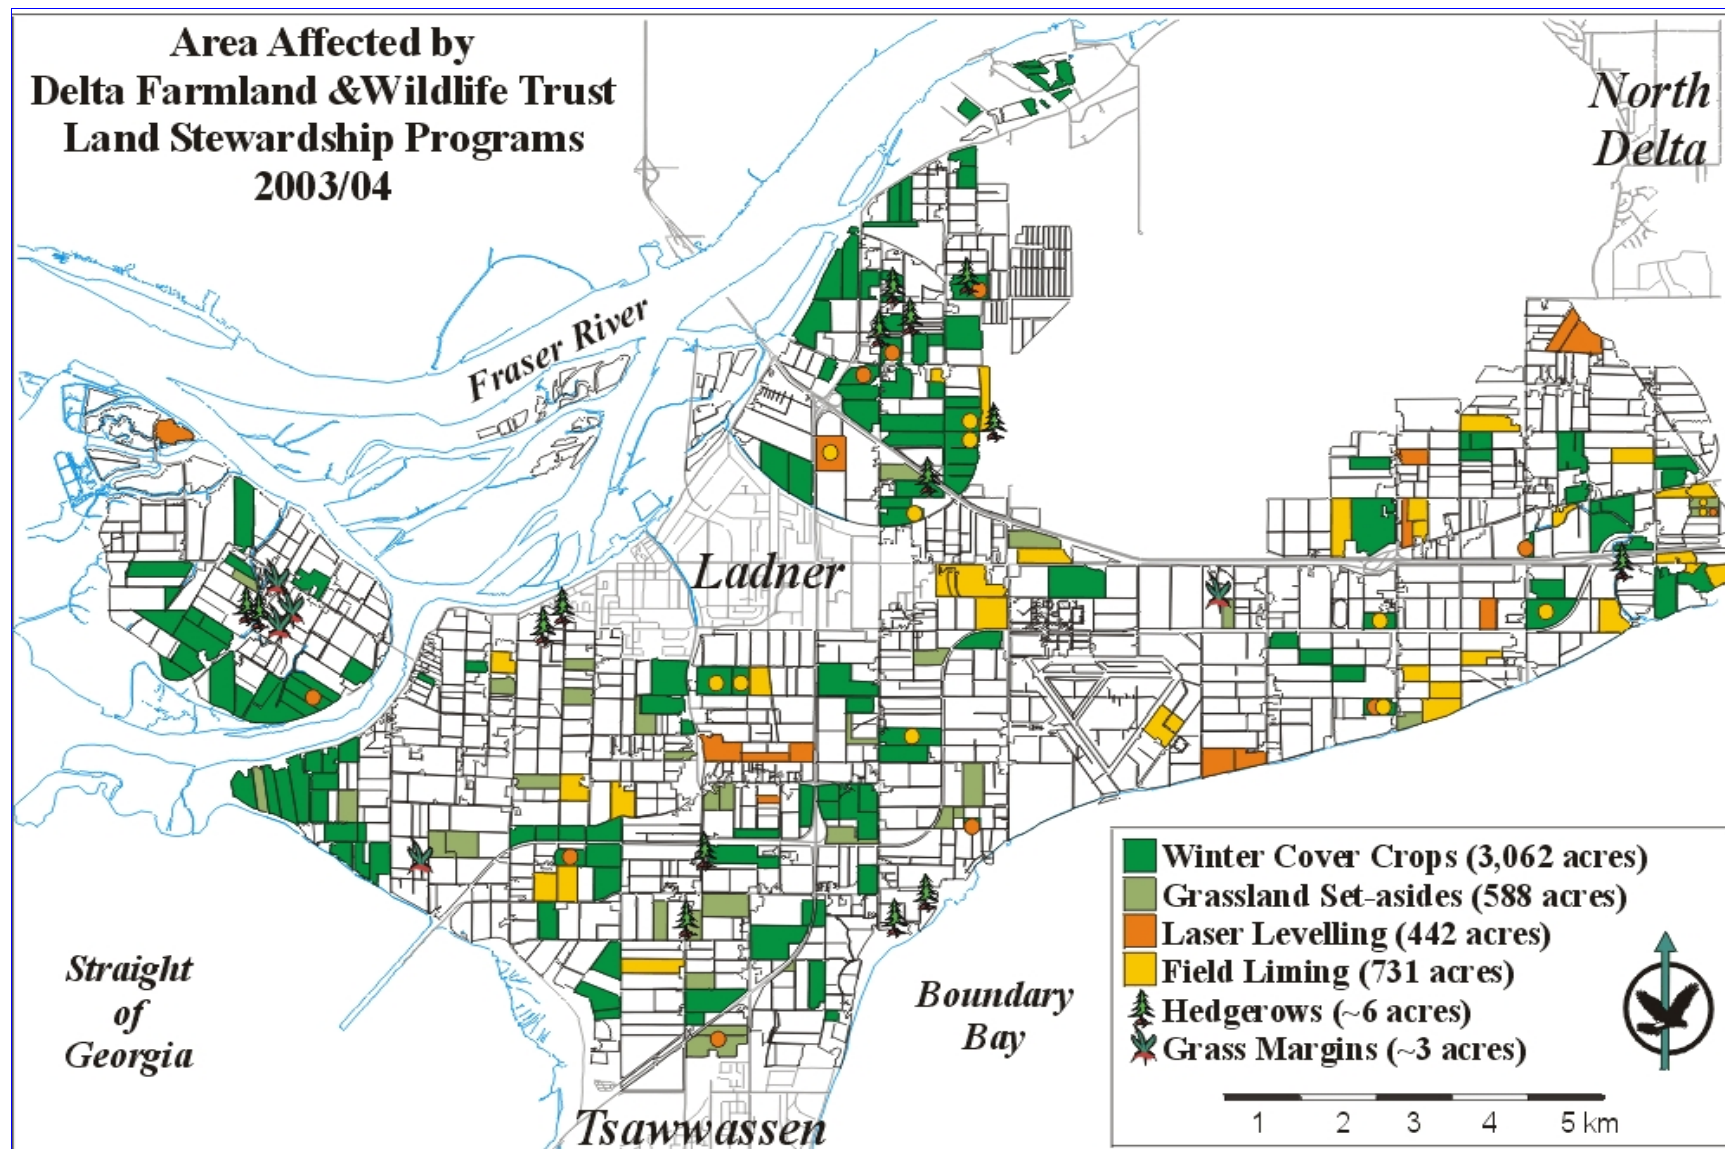 Area Affected by
Delta Farmland &Wildlife Trust
Land Stewardship Programs
2003/04
North
Delta
Fraser River
Ladner
Straight
of
Georgia
Boundary
Bay
Tsawwassen
Winter Cover Crops (3,062 acres)
Grassland Set-asides (588 acres)
Laser Levelling (442 acres)
Field Liming (731 acres)
Hedgerows (~6 acres)
Grass Margins (~3 acres)
1 2 3 4 5 km